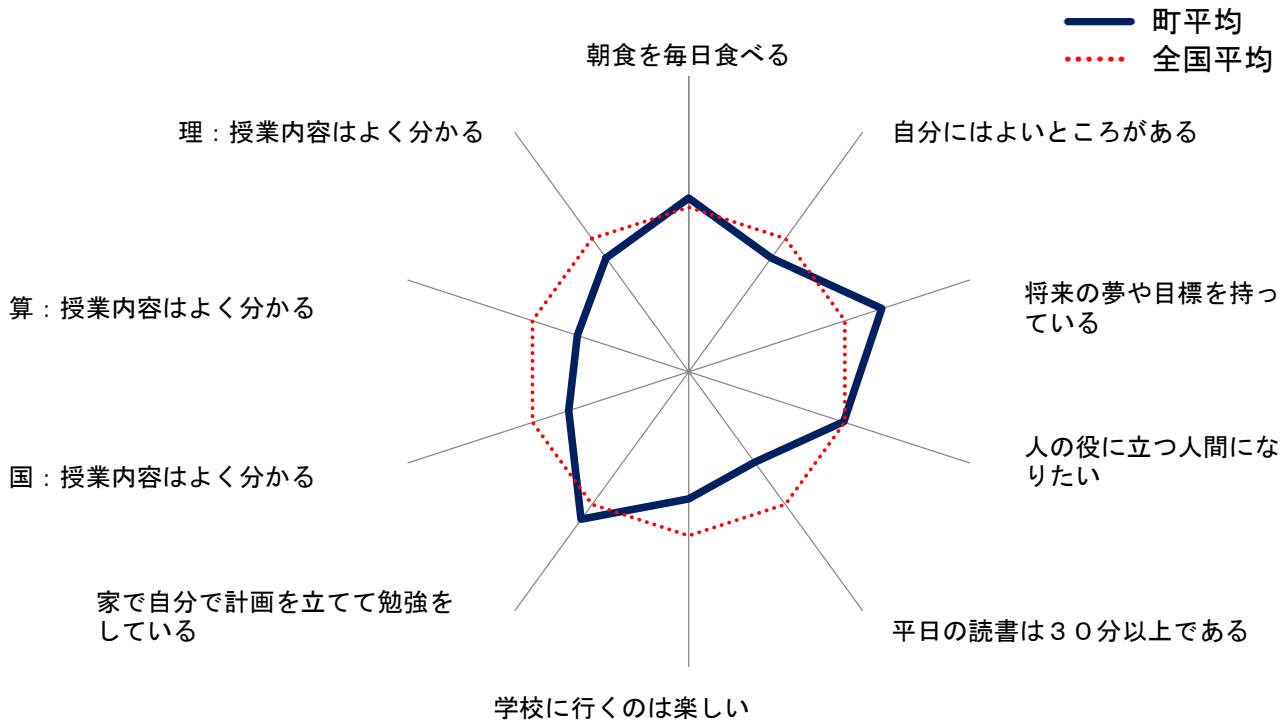 町平均
全国平均
朝食を毎日食べる
自分にはよいところがある
将来の夢や目標を持っ
ている
人の役に立つ人間にな
りたい
平日の読書は３０分以上である
学校に行くのは楽しい
家で自分で計画を立てて勉強を
している
国：授業内容はよく分かる
算：授業内容はよく分かる
理：授業内容はよく分かる